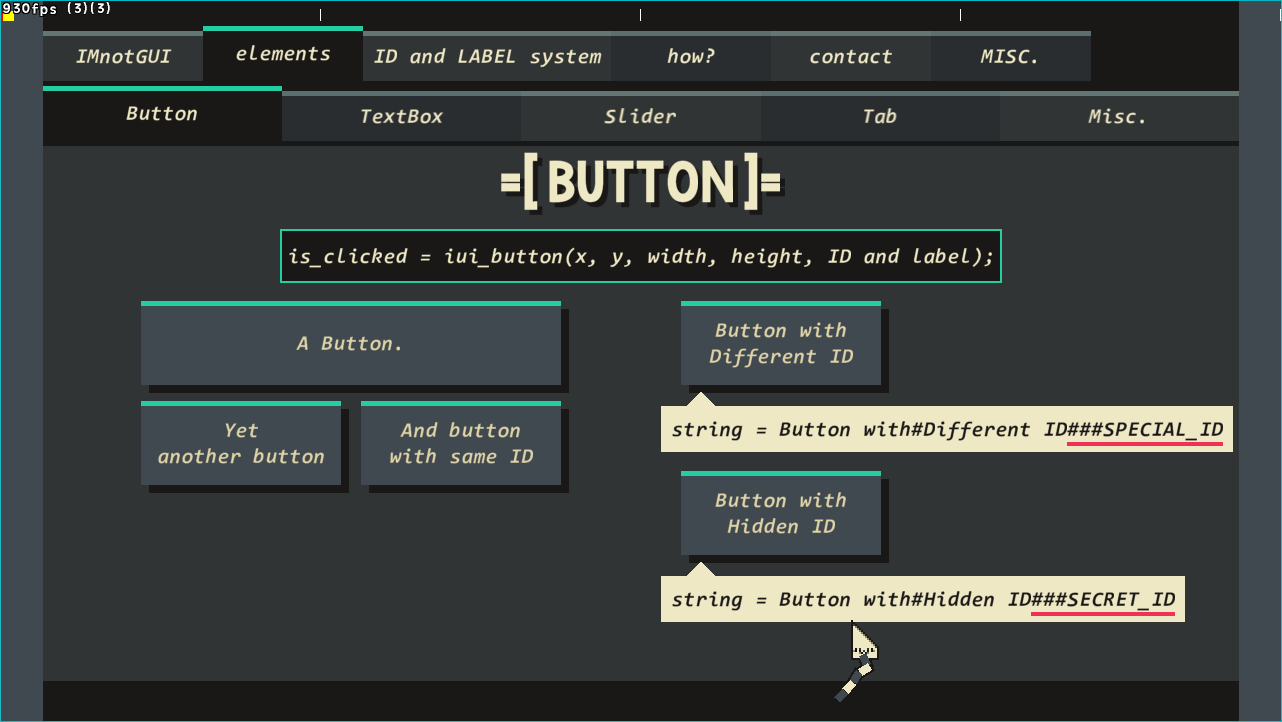 930fps (3)(3)
IMnotGUI elements ID and LABEL system how? contact MISC.
Button TextBox Slider Tab Misc.
=[BUTTON]=
is_clicked = iui_button(x, y, width, height, ID and label);
A Button.
Yet
another button
And button
with same ID
Button with
Different ID
string = Button with#Different ID###SPECIAL_ID
Button with
Hidden ID
string = Button with#Hidden ID###SECRET_ID